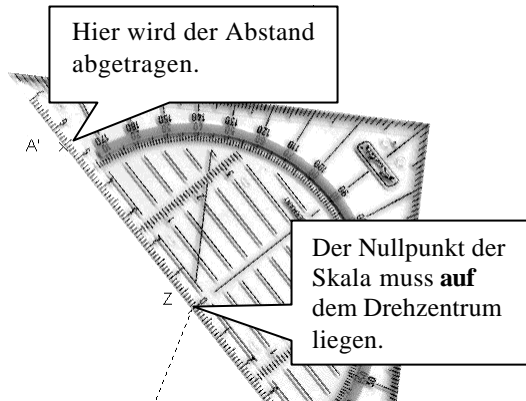 Hier wird der Abstand
abgetragen.
A'
Z
Der Nullpunkt der
Skala muss auf
dem Drehzentrum
liegen.